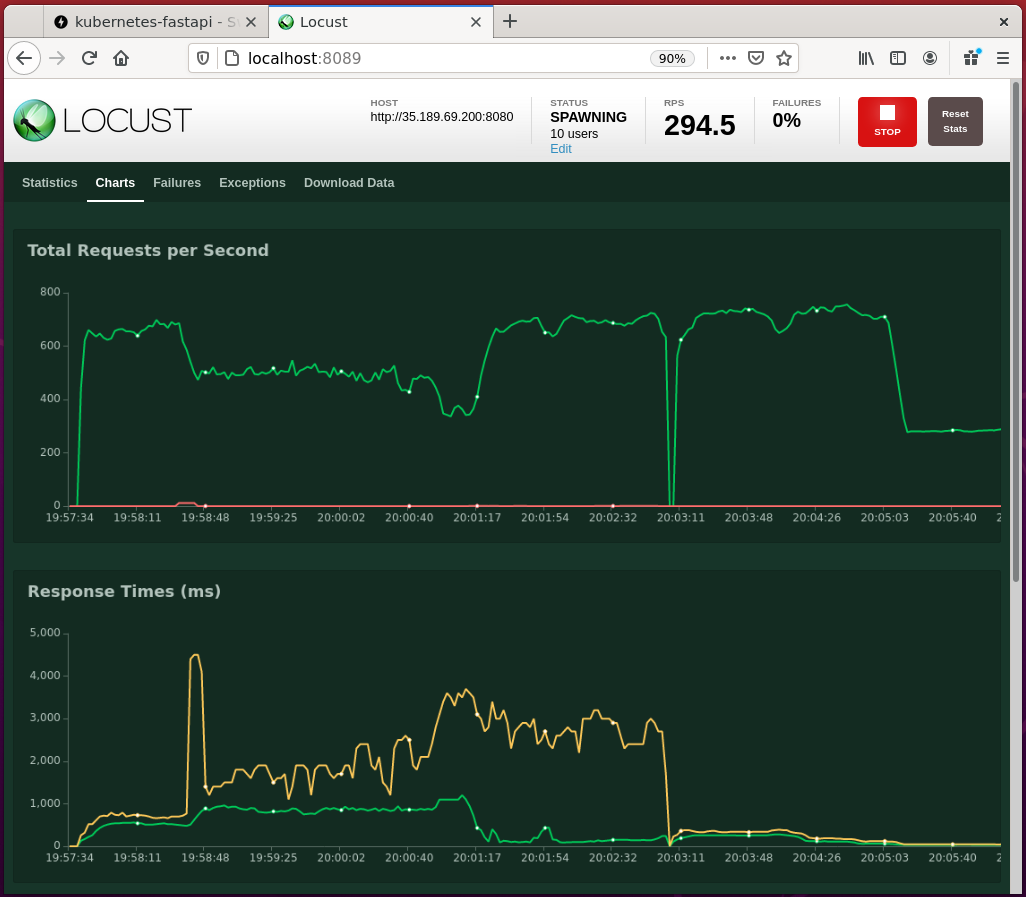 kubernetes-fastapi - S
Locust
localhost:8089
90%
LOCUST
HOST
http://35.189.69.200:8080
STATUS
SPAWNING
10 users
Edit
RPS
294.5
FAILURES
0%
STOP
Reset
Stats
Statistics
Charts
Failures
Exceptions
Download Data
Total Requests per Second
800
600
400
200
0
19:57:34 19:58:11 19:58:48 19:59:25 20:00:02 20:00:40 20:01:17 20:01:54 20:02:32 20:03:11 20:03:48 20:04:26 20:05:03 20:05:40 2
Response Times (ms)
5,000
4,000
3,000
2,000
1,000
0
19:57:34 19:58:11 19:58:48 19:59:25 20:00:02 20:00:40 20:01:17 20:01:54 20:02:32 20:03:11 20:03:48 20:04:26 20:05:03 20:05:40 2